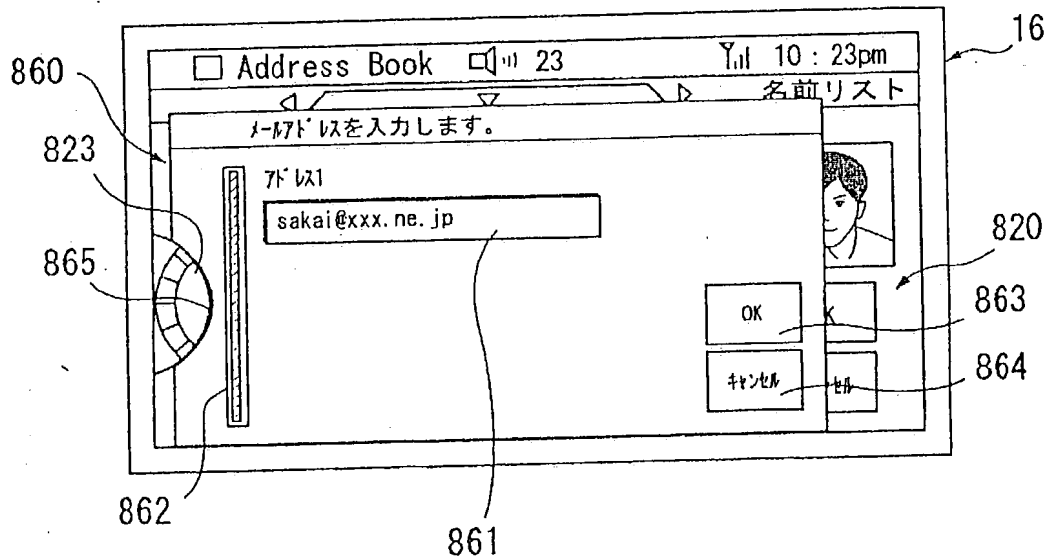 16
□ Address Book 23 10:23pm
名前リスト
860
ﾒｰﾙｱﾄﾞﾚｽを入力します。
823
ｱﾄﾞﾚｽ1
sakai@xxx.ne.jp
820
865
OK
K
863
ｷｬﾝｾﾙ
ｾﾙ
864
862
861